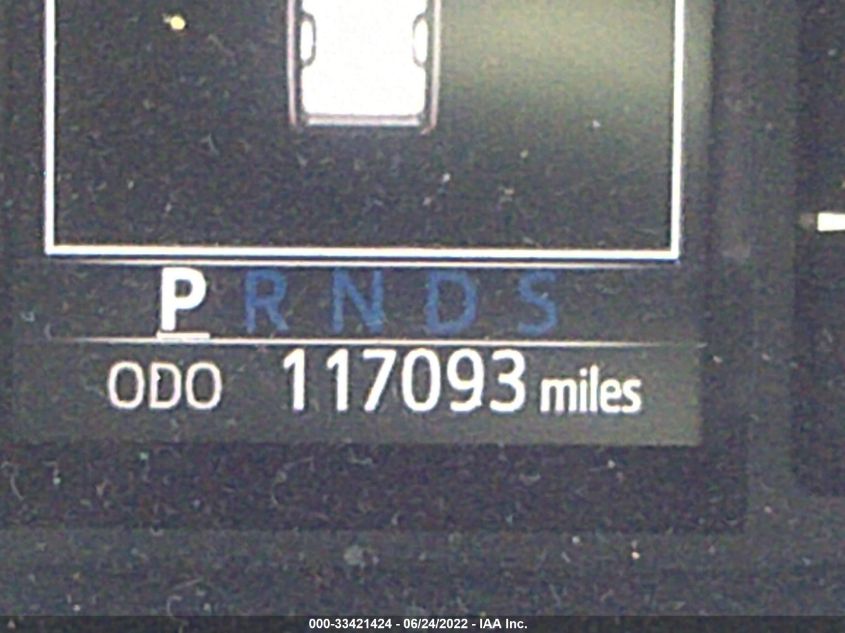 P R N D S
ODO 117093 miles
000-33421424 - 06/24/2022 - IAA Inc.